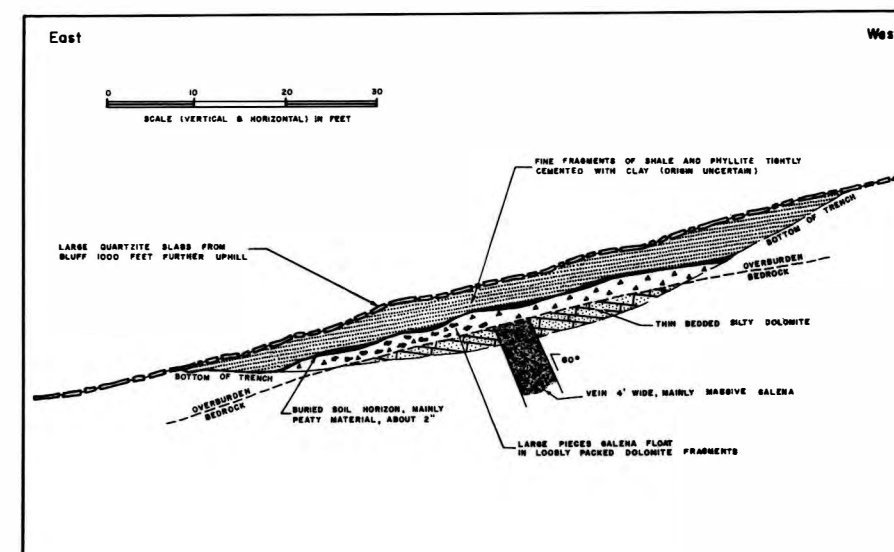 East
Wes
0 10 20 30
SCALE (VERTICAL & HORIZONTAL) IN FEET
FINE FRAGMENTS OF SHALE AND PHYLLITE TIGHTLY
CEMENTED WITH CLAY (ORIGIN UNCERTAIN)
LARGE QUARTZITE SLABS FROM
BLUFF 1000 FEET FURTHER UPHILL
BOTTOM OF TRENCH
OVERBURDEN
BEDROCK
THIN BEDDED SILTY DOLOMITE
60°
VEIN 4' WIDE, MAINLY MASSIVE GALENA
BOTTOM OF TRENCH
OVERBURDEN
BEDROCK
BURIED SOIL HORIZON, MAINLY
PEATY MATERIAL, ABOUT 2"
LARGE PIECES GALENA FLOAT
IN LOOSLY PACKED DOLOMITE FRAGMENTS